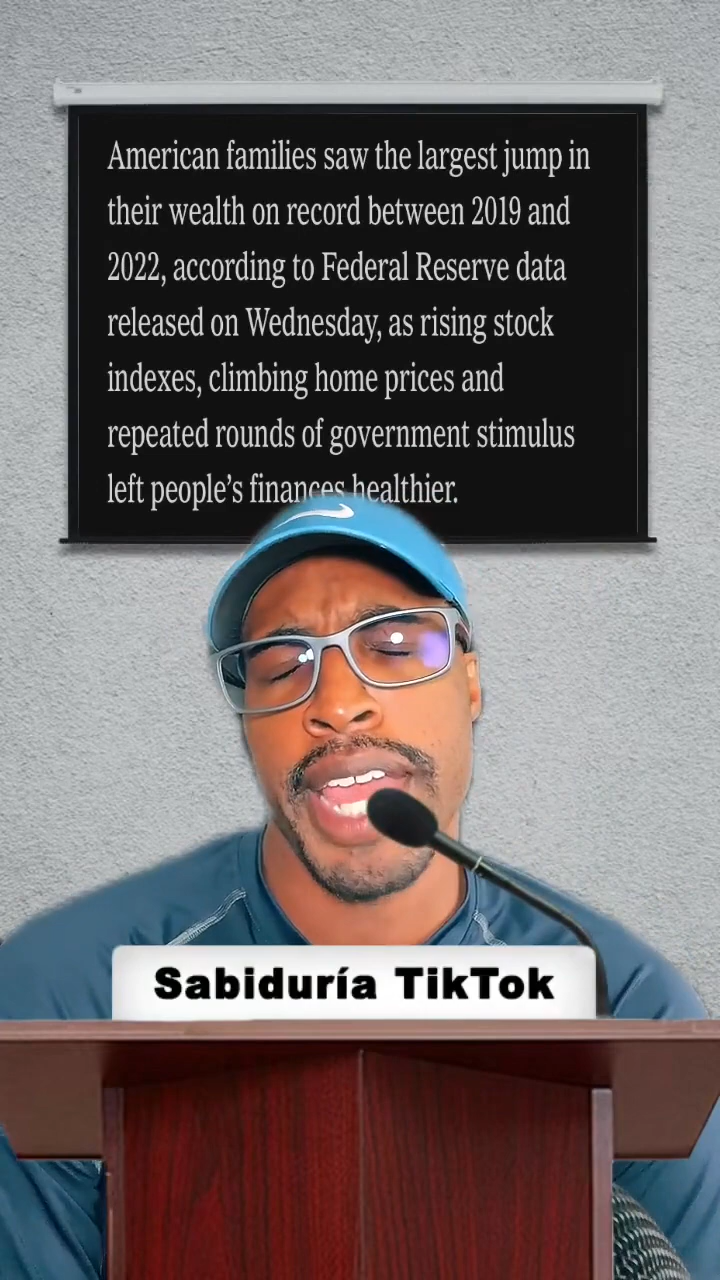 American families saw the largest jump in
their wealth on record between 2019 and
2022, according to Federal Reserve data
released on Wednesday, as rising stock
indexes, climbing home prices and
repeated rounds of government stimulus
left people’s finances healthier.
Sabiduría TikTok